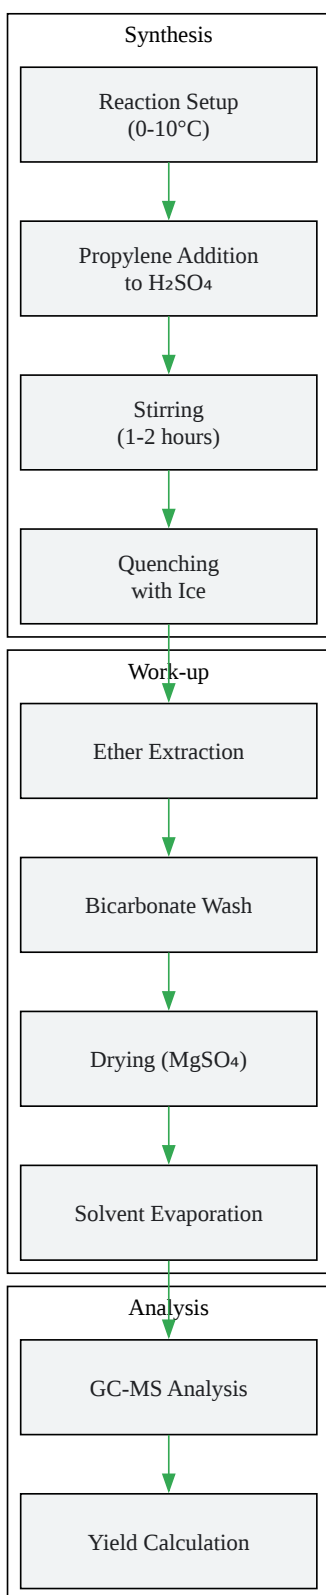 Synthesis
Reaction Setup
(0-10°C)
Propylene Addition
to H₂SO₄
Stirring
(1-2 hours)
Quenching
with Ice
Work-up
Ether Extraction
Bicarbonate Wash
Drying (MgSO₄)
Solvent Evaporation
Analysis
GC-MS Analysis
Yield Calculation